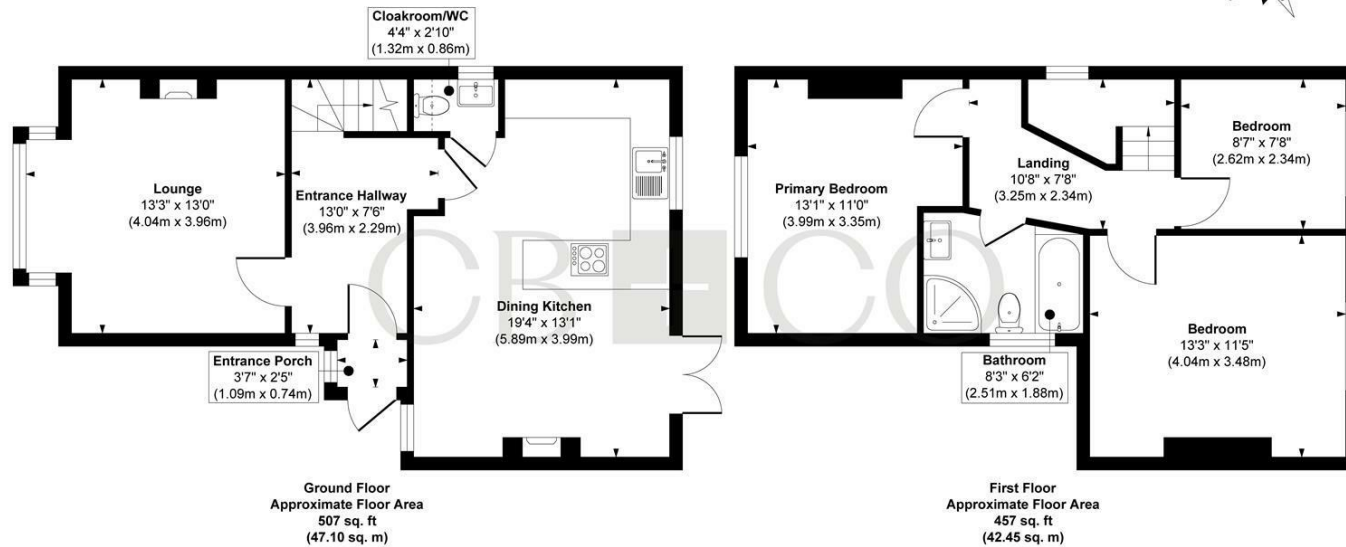 Cloakroom/WC
4'4" x 2'10"
(1.32m x 0.86m)
Lounge
13'3" x 13'0"
(4.04m x 3.96m)
Entrance Hallway
13'0" x 7'6"
(3.96m x 2.29m)
Dining Kitchen
19'4" x 13'1"
(5.89m x 3.99m)
Entrance Porch
3'7" x 2'5"
(1.09m x 0.74m)
Ground Floor
Approximate Floor Area
507 sq. ft
(47.10 sq. m)
Primary Bedroom
13'1" x 11'0"
(3.99m x 3.35m)
Landing
10'8" x 7'8"
(3.25m x 2.34m)
Bedroom
8'7" x 7'8"
(2.62m x 2.34m)
Bedroom
13'3" x 11'5"
(4.04m x 3.48m)
Bathroom
8'3" x 6'2"
(2.51m x 1.88m)
First Floor
Approximate Floor Area
457 sq. ft
(42.45 sq. m)
CB+CO